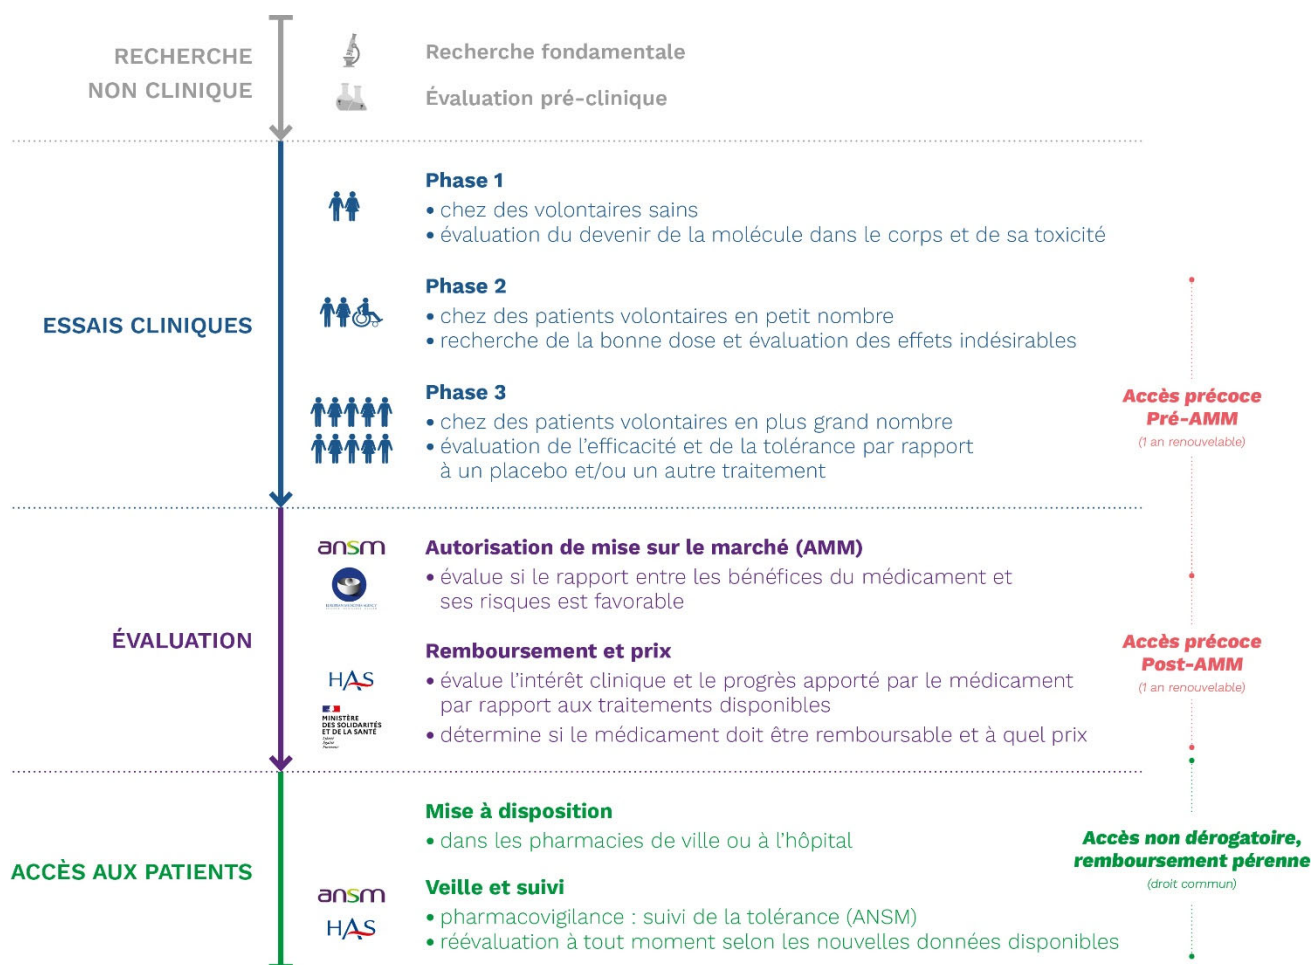 RECHERCHE
NON CLINIQUE
Recherche fondamentale
Évaluation pré-clinique
ESSAIS CLINIQUES
Phase 1
• chez des volontaires sains
• évaluation du devenir de la molécule dans le corps et de sa toxicité
Phase 2
• chez des patients volontaires en petit nombre
• recherche de la bonne dose et évaluation des effets indésirables
Phase 3
• chez des patients volontaires en plus grand nombre
• évaluation de l'efficacité et de la tolérance par rapport
à un placebo et/ou un autre traitement
Accès précoce
Pré-AMM
(1 an renouvelable)
ÉVALUATION
ansm
Autorisation de mise sur le marché (AMM)
• évalue si le rapport entre les bénéfices du médicament et
ses risques est favorable
Remboursement et prix
HAS
• évalue l'intérêt clinique et le progrès apporté par le médicament
par rapport aux traitements disponibles
MINISTÈRE
DES SOLIDARITÉS
ET DE LA SANTÉ
• détermine si le médicament doit être remboursable et à quel prix
Accès précoce
Post-AMM
(1 an renouvelable)
ACCÈS AUX PATIENTS
Mise à disposition
• dans les pharmacies de ville ou à l'hôpital
ansm
HAS
Veille et suivi
• pharmacovigilance : suivi de la tolérance (ANSM)
• réévaluation à tout moment selon les nouvelles données disponibles
Accès non dérogatoire,
remboursement pérenne
(droit commun)